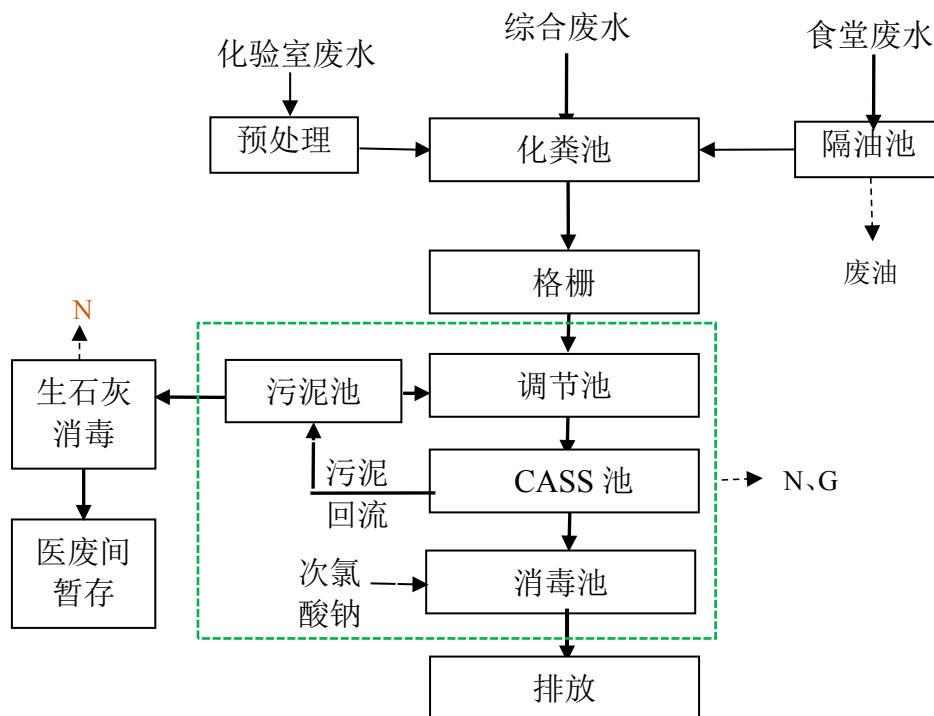 综合废水
食堂废水
化验室废水
预处理
化粪池
隔油池
废油
格栅
N
生石灰
消毒
污泥池
调节池
污泥
回流
CASS 池
N、G
医废间
暂存
次氯
酸钠
消毒池
排放